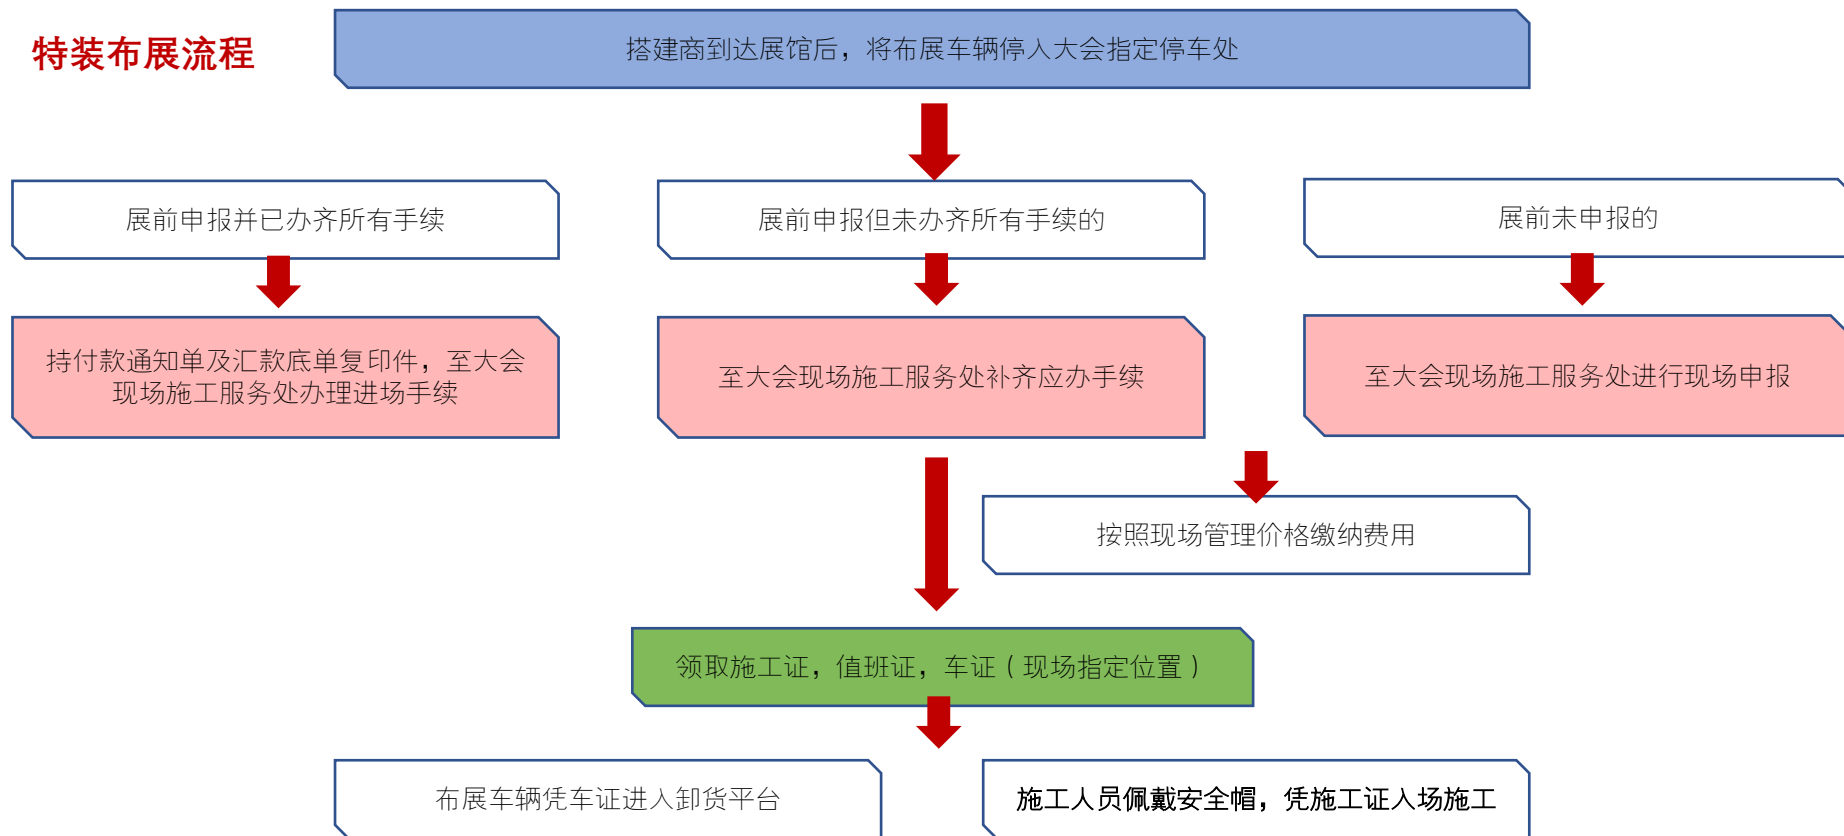 特装布展流程
搭建商到达展馆后，将布展车辆停入大会指定停车处
展前申报并已办齐所有手续
展前申报但未办齐所有手续的
展前未申报的
持付款通知单及汇款底单复印件，至大会
现场施工服务处办理进场手续
至大会现场施工服务处补齐应办手续
至大会现场施工服务处进行现场申报
按照现场管理价格缴纳费用
领取施工证，值班证，车证（现场指定位置）
布展车辆凭车证进入卸货平台
施工人员佩戴安全帽，凭施工证入场施工